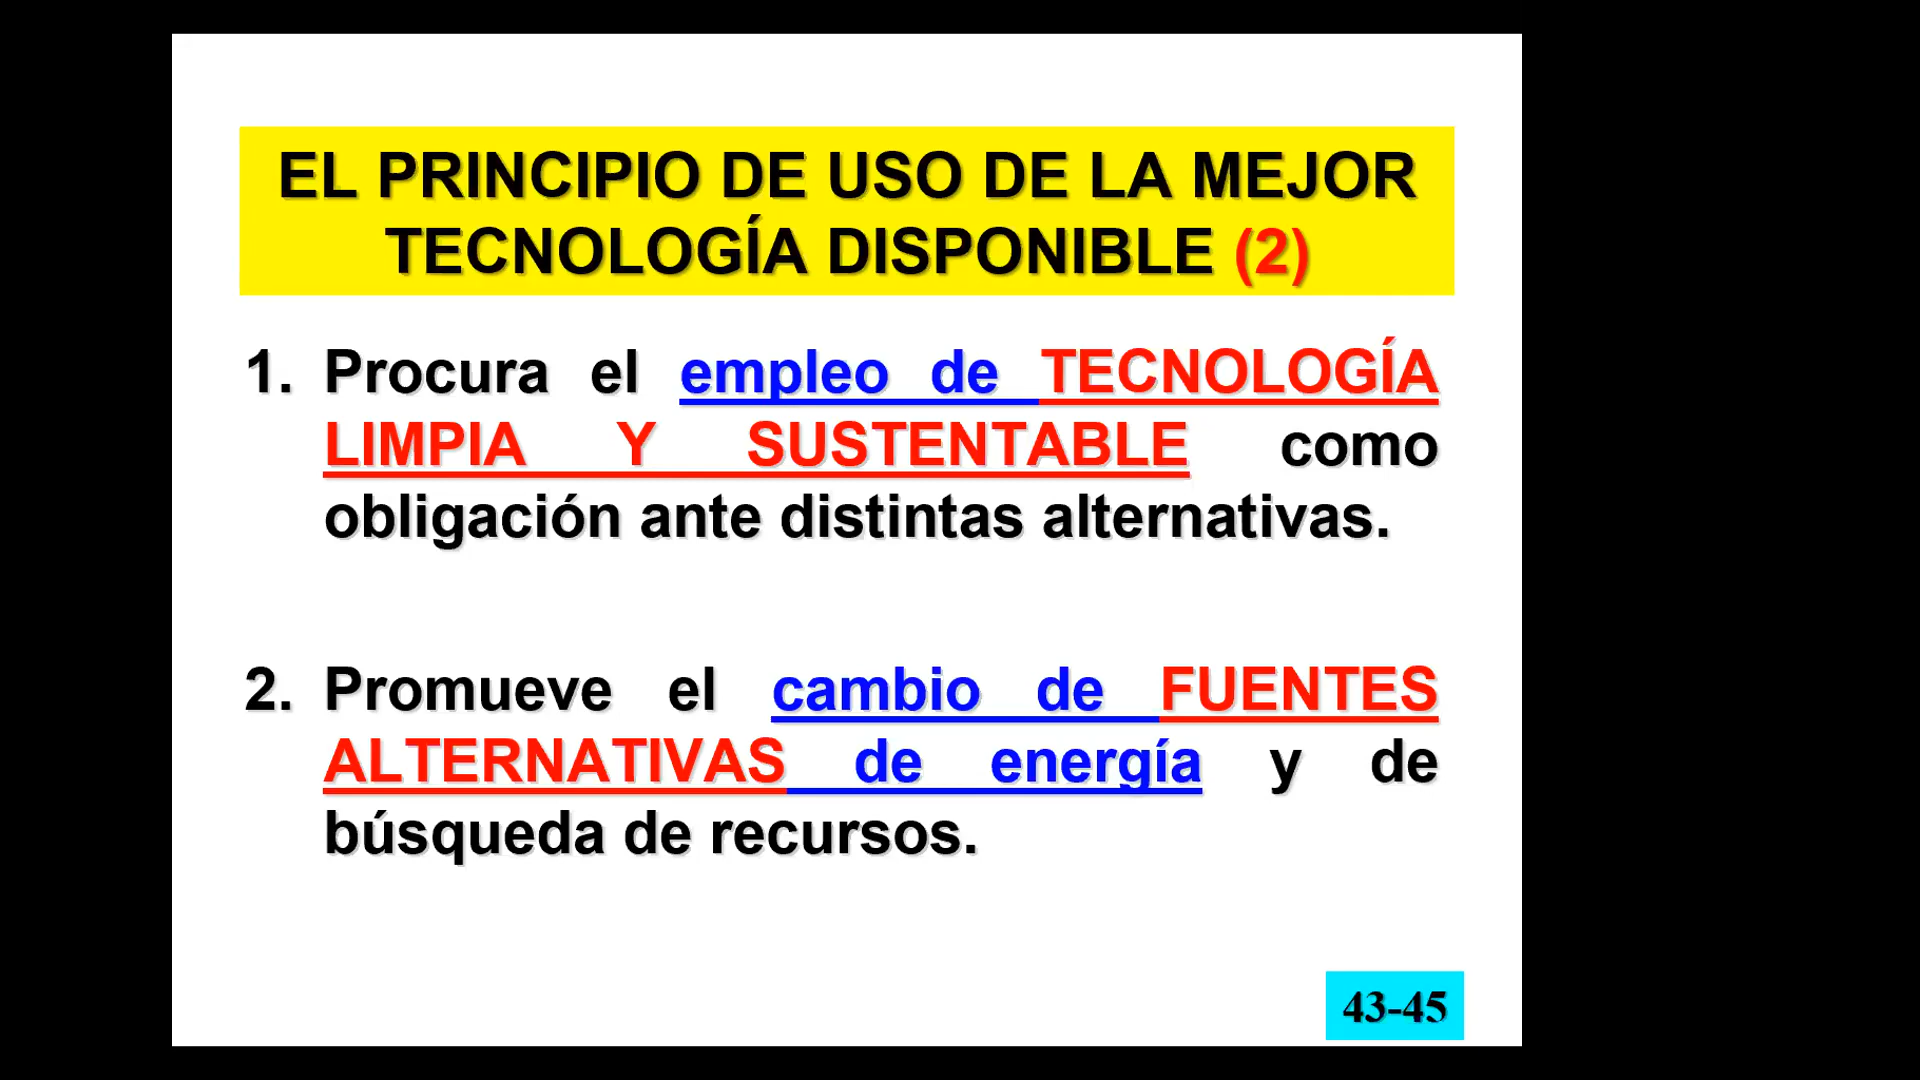 EL PRINCIPIO DE USO DE LA MEJOR
TECNOLOGÍA DISPONIBLE (2)
1. Procura el empleo de TECNOLOGÍA
LIMPIA Y SUSTENTABLE como
obligación ante distintas alternativas.
2. Promueve el cambio de FUENTES
ALTERNATIVAS de energía y de
búsqueda de recursos.
43-45